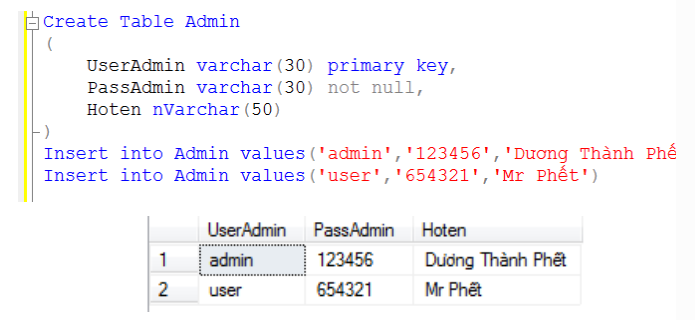 Create Table Admin
(
UserAdmin varchar(30) primary key,
PassAdmin varchar(30) not null,
Hoten nVarchar(50)
)
Insert into Admin values('admin','123456','Dương Thành Phế
Insert into Admin values('user','654321','Mr Phết')
UserAdmin PassAdmin Hoten
1 admin 123456 Dương Thành Phết
2 user 654321 Mr Phết